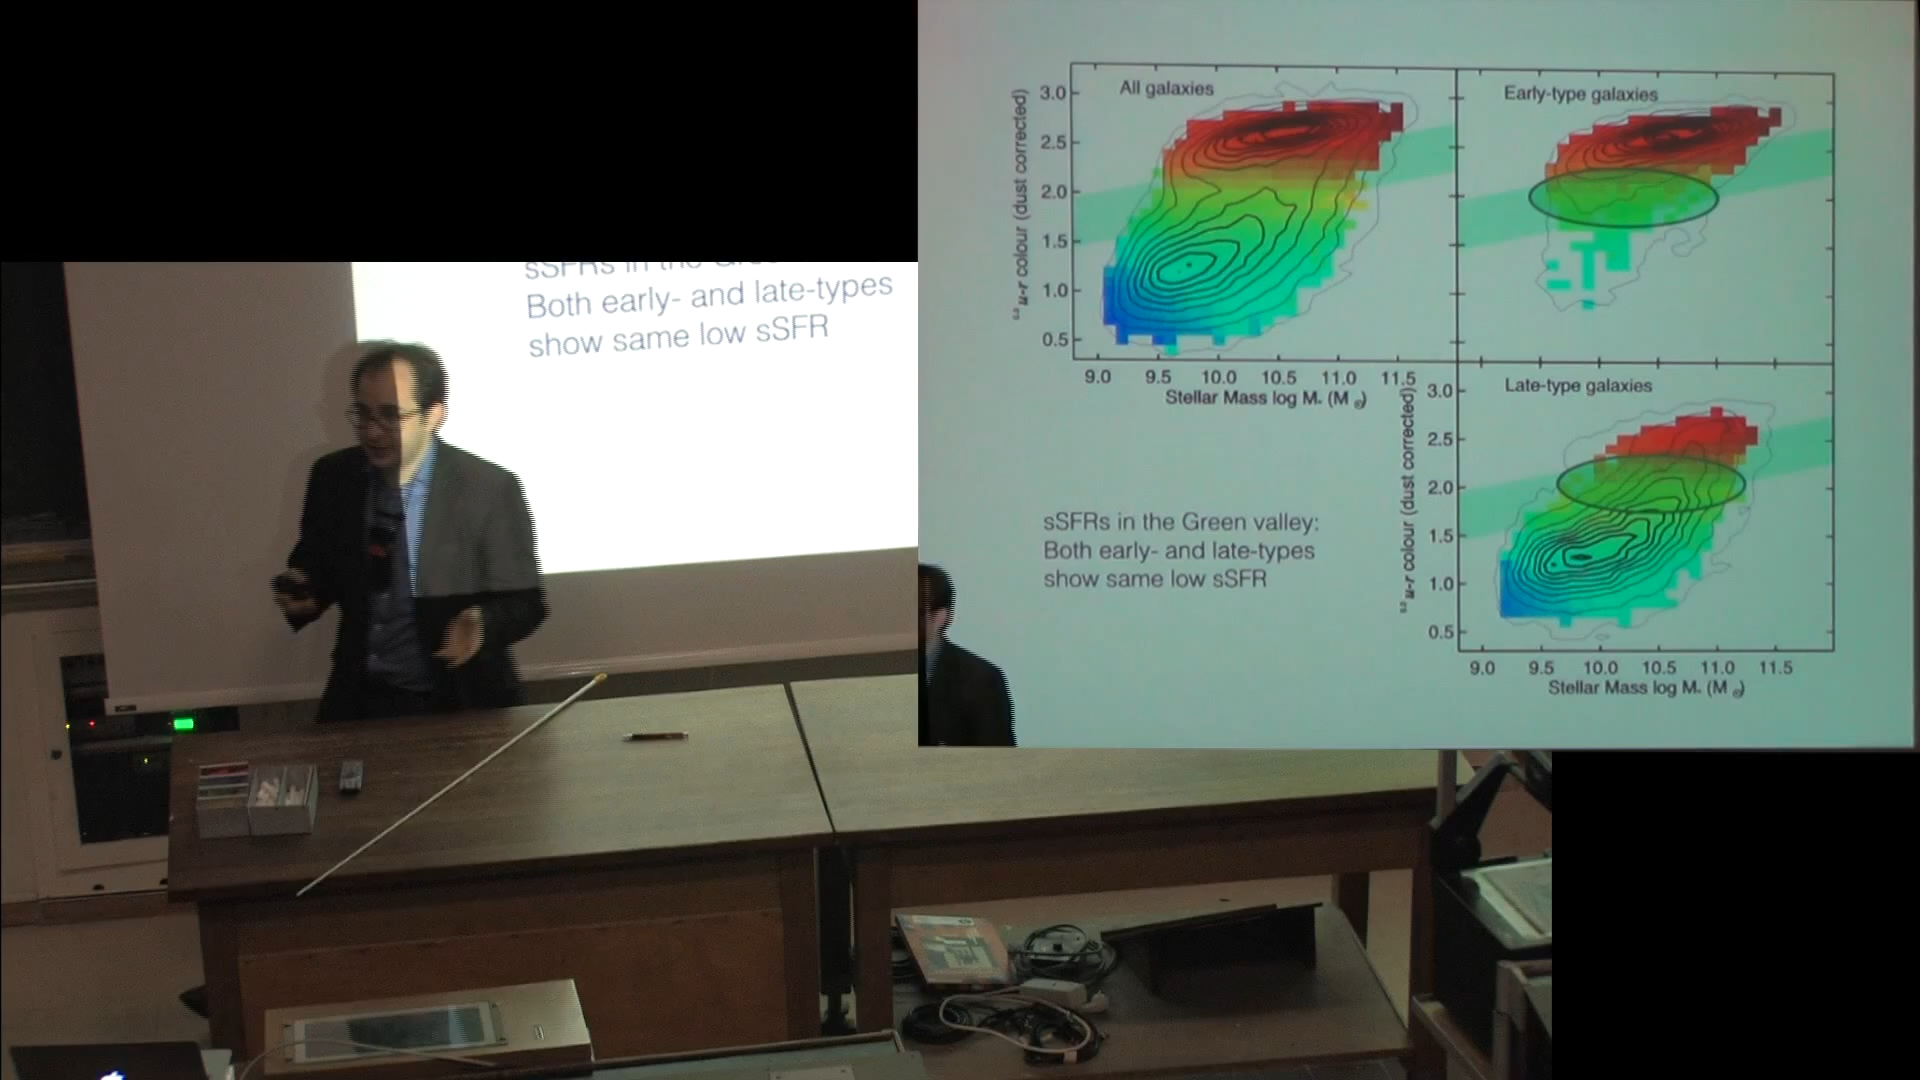 sSFRs in the Green
Both early- and late-types
show same low sSFR
All galaxies
Early-type galaxies
3.0
2.5
2.0
1.5
1.0
0.5
u-r colour (dust corrected)
9.0 9.5 10.0 10.5 11.0 11.5
Stellar Mass log M* (M⊙)
Late-type galaxies
3.0
2.5
2.0
1.5
1.0
0.5
u-r colour (dust corrected)
9.0 9.5 10.0 10.5 11.0 11.5
Stellar Mass log M* (M⊙)
sSFRs in the Green valley:
Both early- and late-types
show same low sSFR